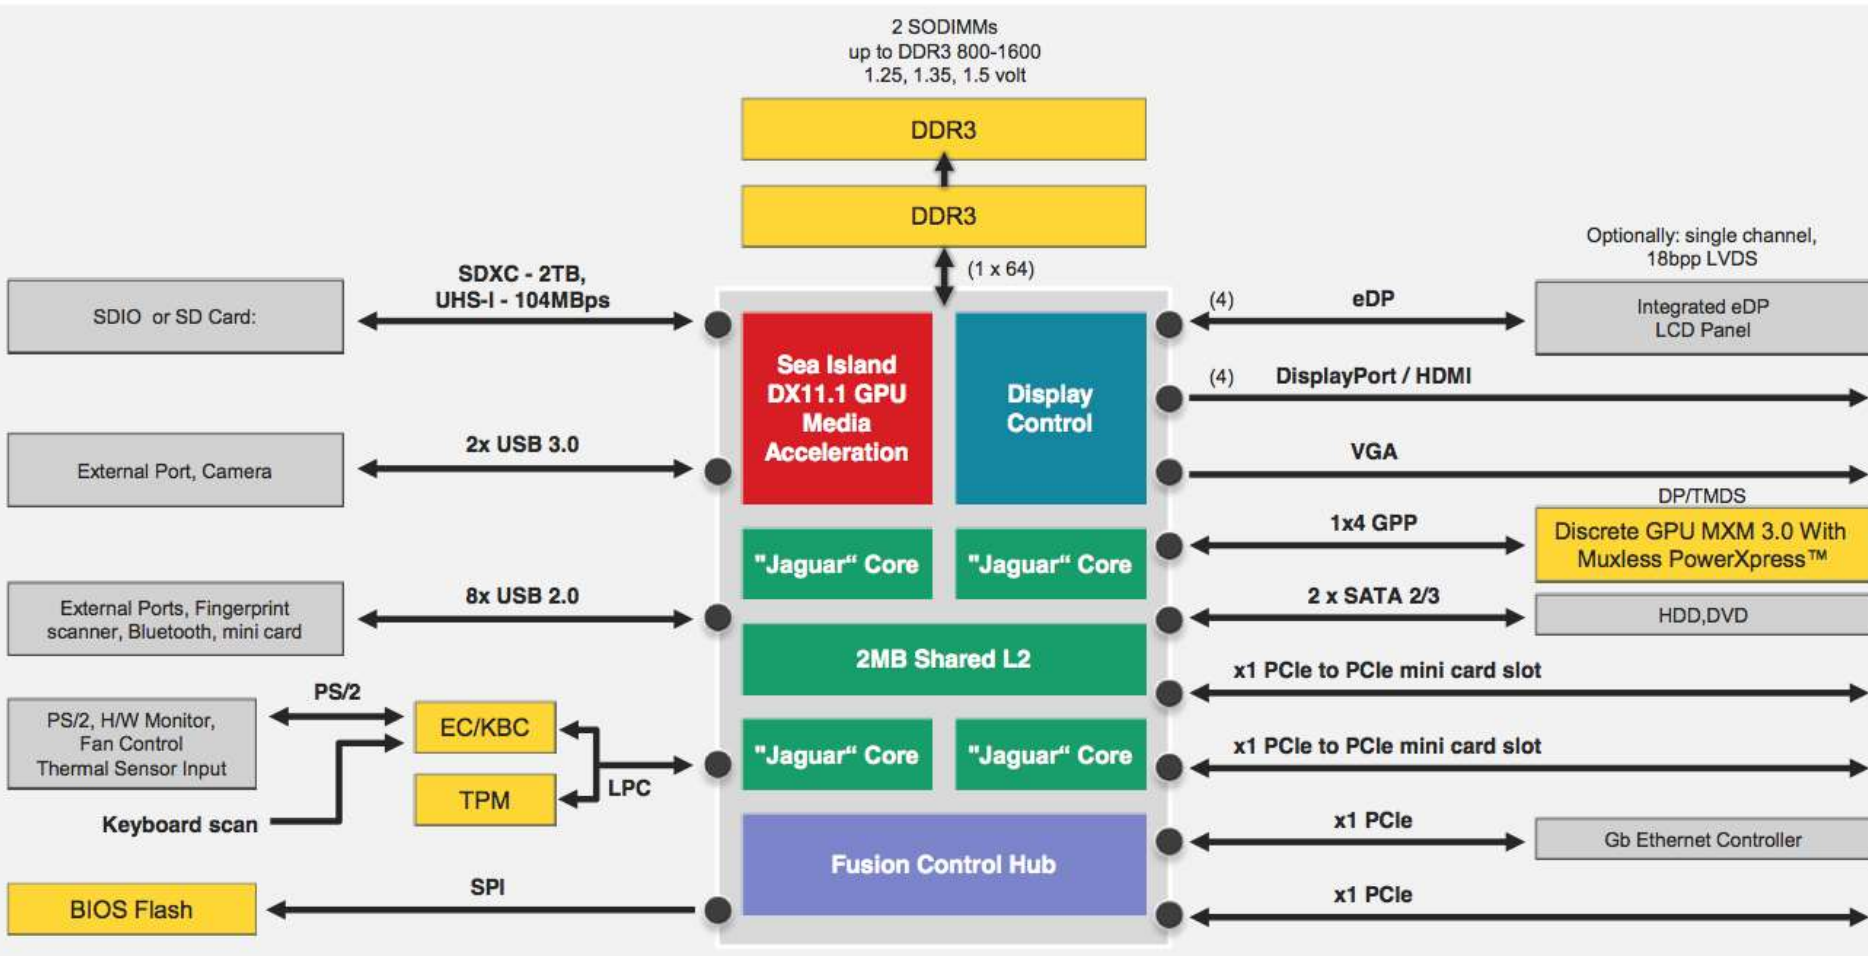 2 SODIMMs
up to DDR3 800-1600
1.25, 1.35, 1.5 volt
DDR3
DDR3
(1 x 64)
SDXC - 2TB,
UHS-I - 104MBps
SDIO or SD Card:
2x USB 3.0
External Port, Camera
8x USB 2.0
External Ports, Fingerprint
scanner, Bluetooth, mini card
PS/2
PS/2, H/W Monitor,
Fan Control
Thermal Sensor Input
EC/KBC
TPM
LPC
Keyboard scan
SPI
BIOS Flash
Sea Island
DX11.1 GPU
Media
Acceleration
Display
Control
"Jaguar“ Core
"Jaguar“ Core
2MB Shared L2
"Jaguar“ Core
"Jaguar“ Core
Fusion Control Hub
Optionally: single channel,
18bpp LVDS
(4) eDP
Integrated eDP
LCD Panel
(4) DisplayPort / HDMI
VGA
DP/TMDS
1x4 GPP
Discrete GPU MXM 3.0 With
Muxless PowerXpress™
2 x SATA 2/3
HDD,DVD
x1 PCIe to PCIe mini card slot
x1 PCIe to PCIe mini card slot
x1 PCIe
Gb Ethernet Controller
x1 PCIe